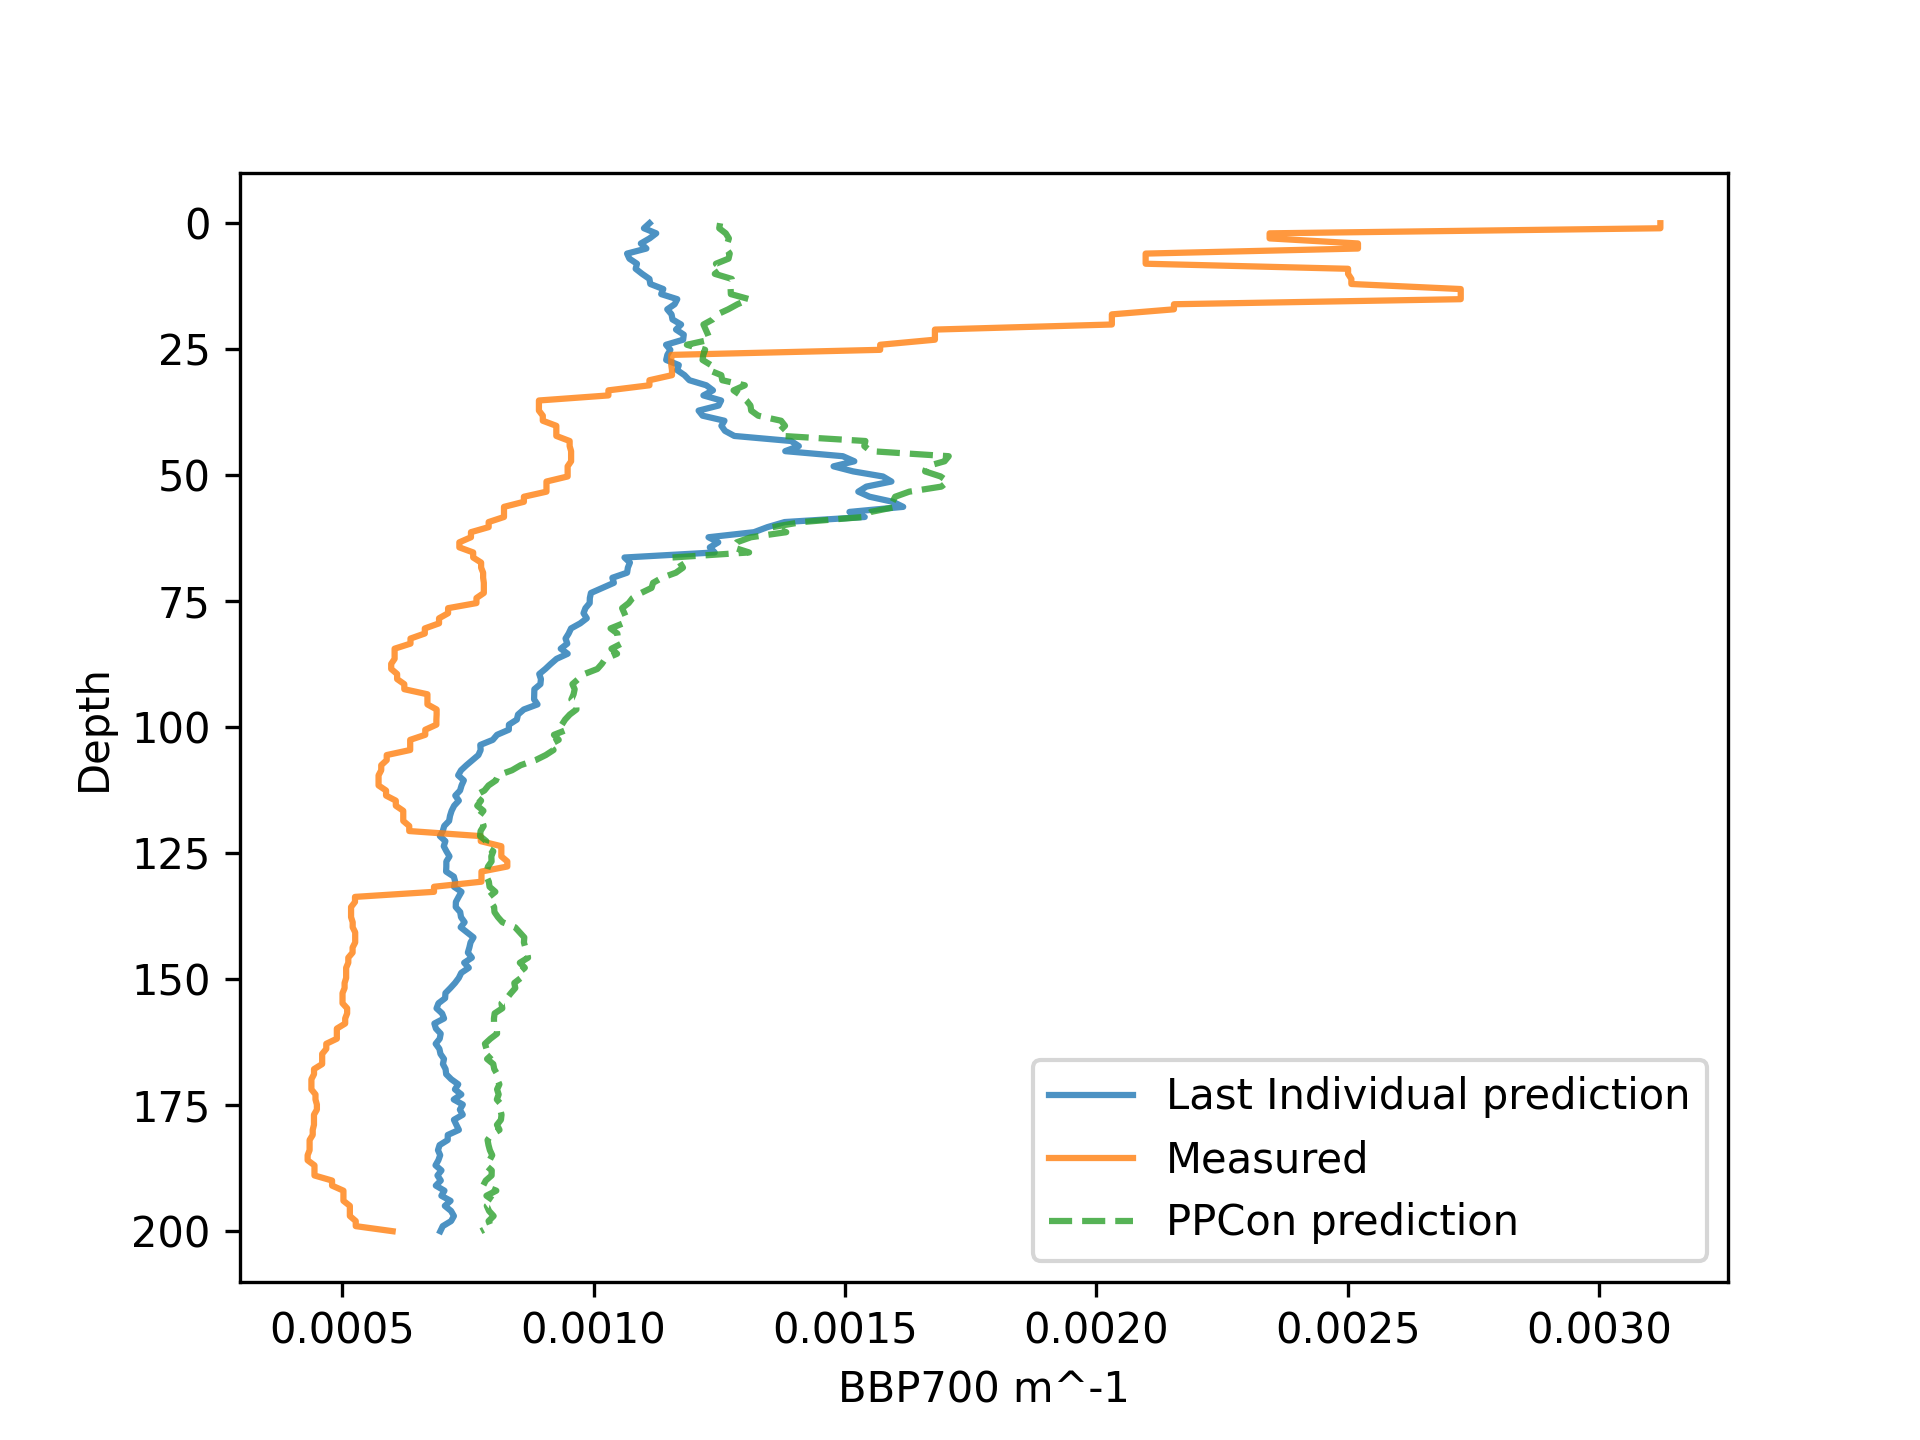 0
25
50
75
100
125
150
175
200
Depth
0.0005 0.0010 0.0015 0.0020 0.0025 0.0030
BBP700 m^-1
Last Individual prediction
Measured
PPCon prediction